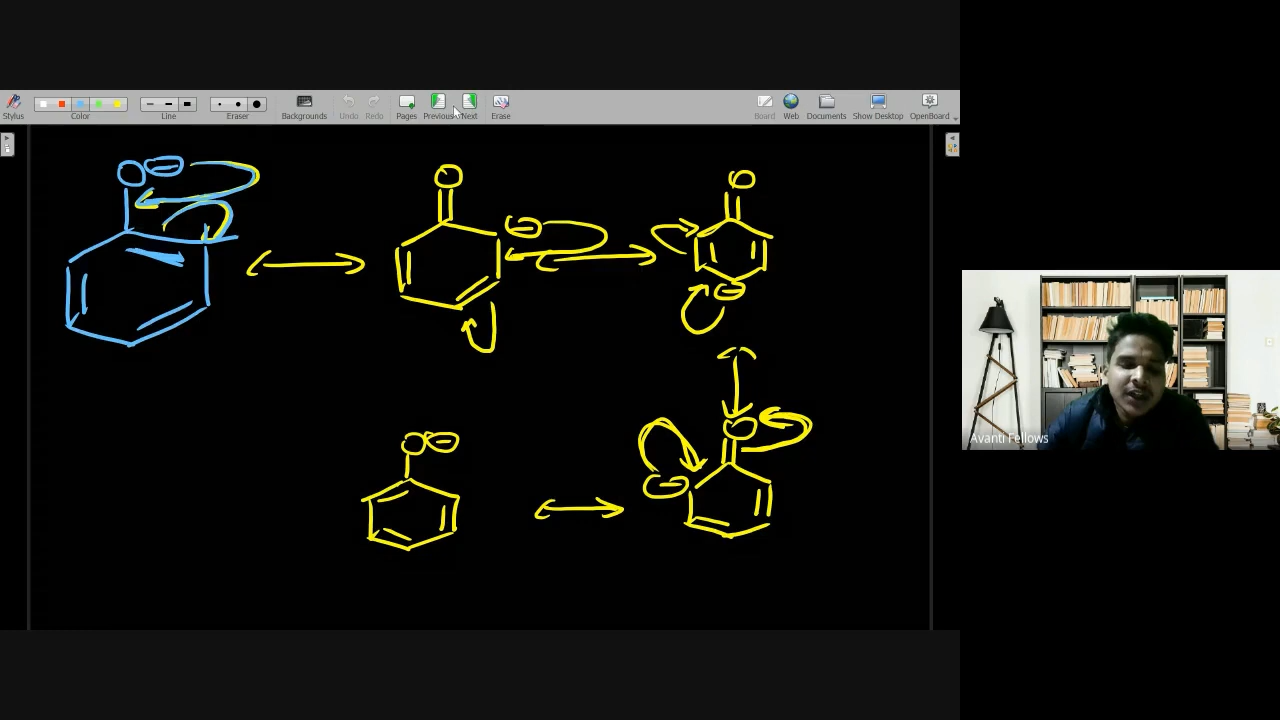 Stylus Color Line Eraser Backgrounds Undo Redo Pages Previous Next Erase Board Web Documents Show Desktop OpenBoard
O⊖
O
⊖
O
⊖
O
⊖
O⊖
Avanti Fellows